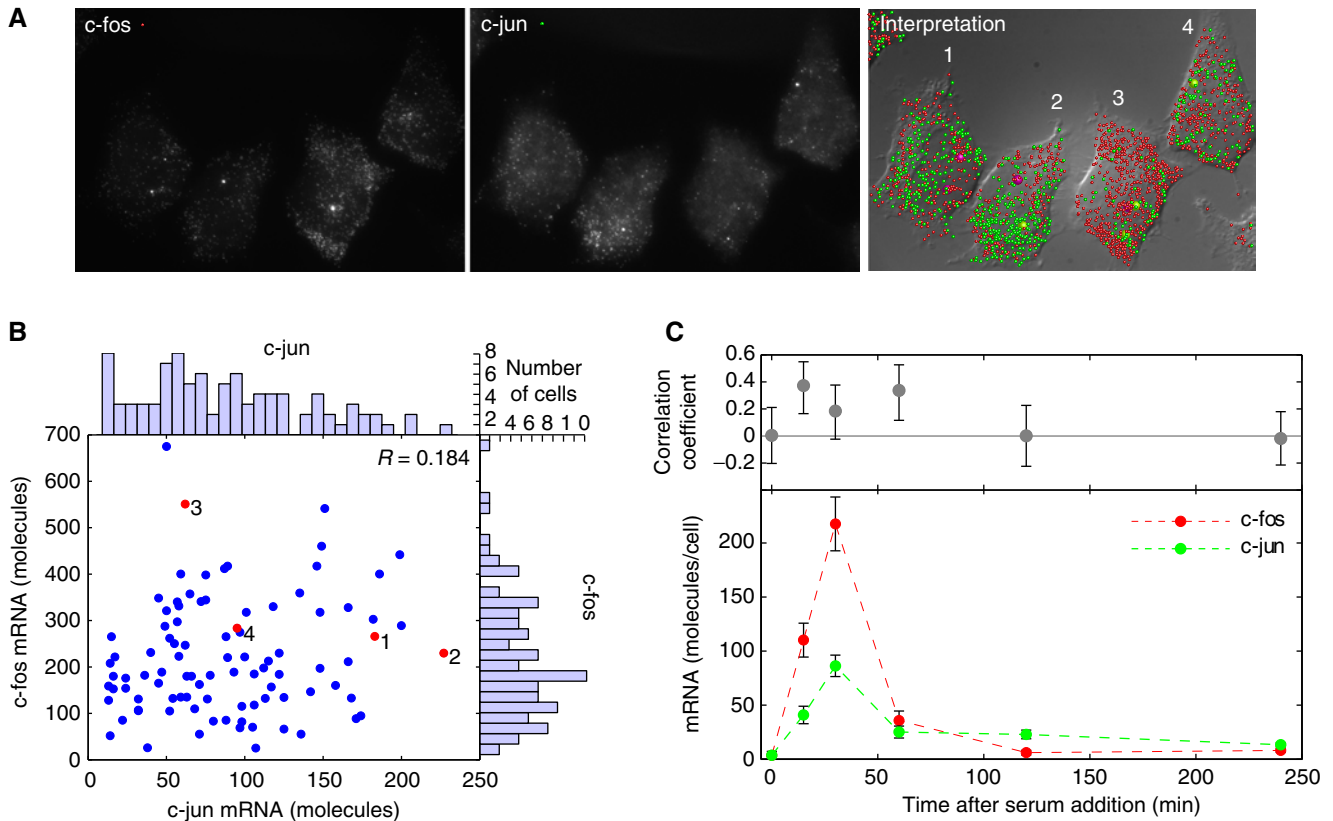 A
c-fos
c-jun
Interpretation
1
2
3
4
B
c-jun
8
6
4
2
Number
of cells
4 6 8 1 0
700
600
500
400
300
200
100
0
R = 0.184
3
4
1
2
c-fos
c-fos mRNA (molecules)
0 50 100 150 200 250
c-jun mRNA (molecules)
C
0.6
0.4
0.2
0
−0.2
Correlation
coefficient
200
150
100
50
0
mRNA (molecules/cell)
c-fos
c-jun
0 50 100 150 200 250
Time after serum addition (min)